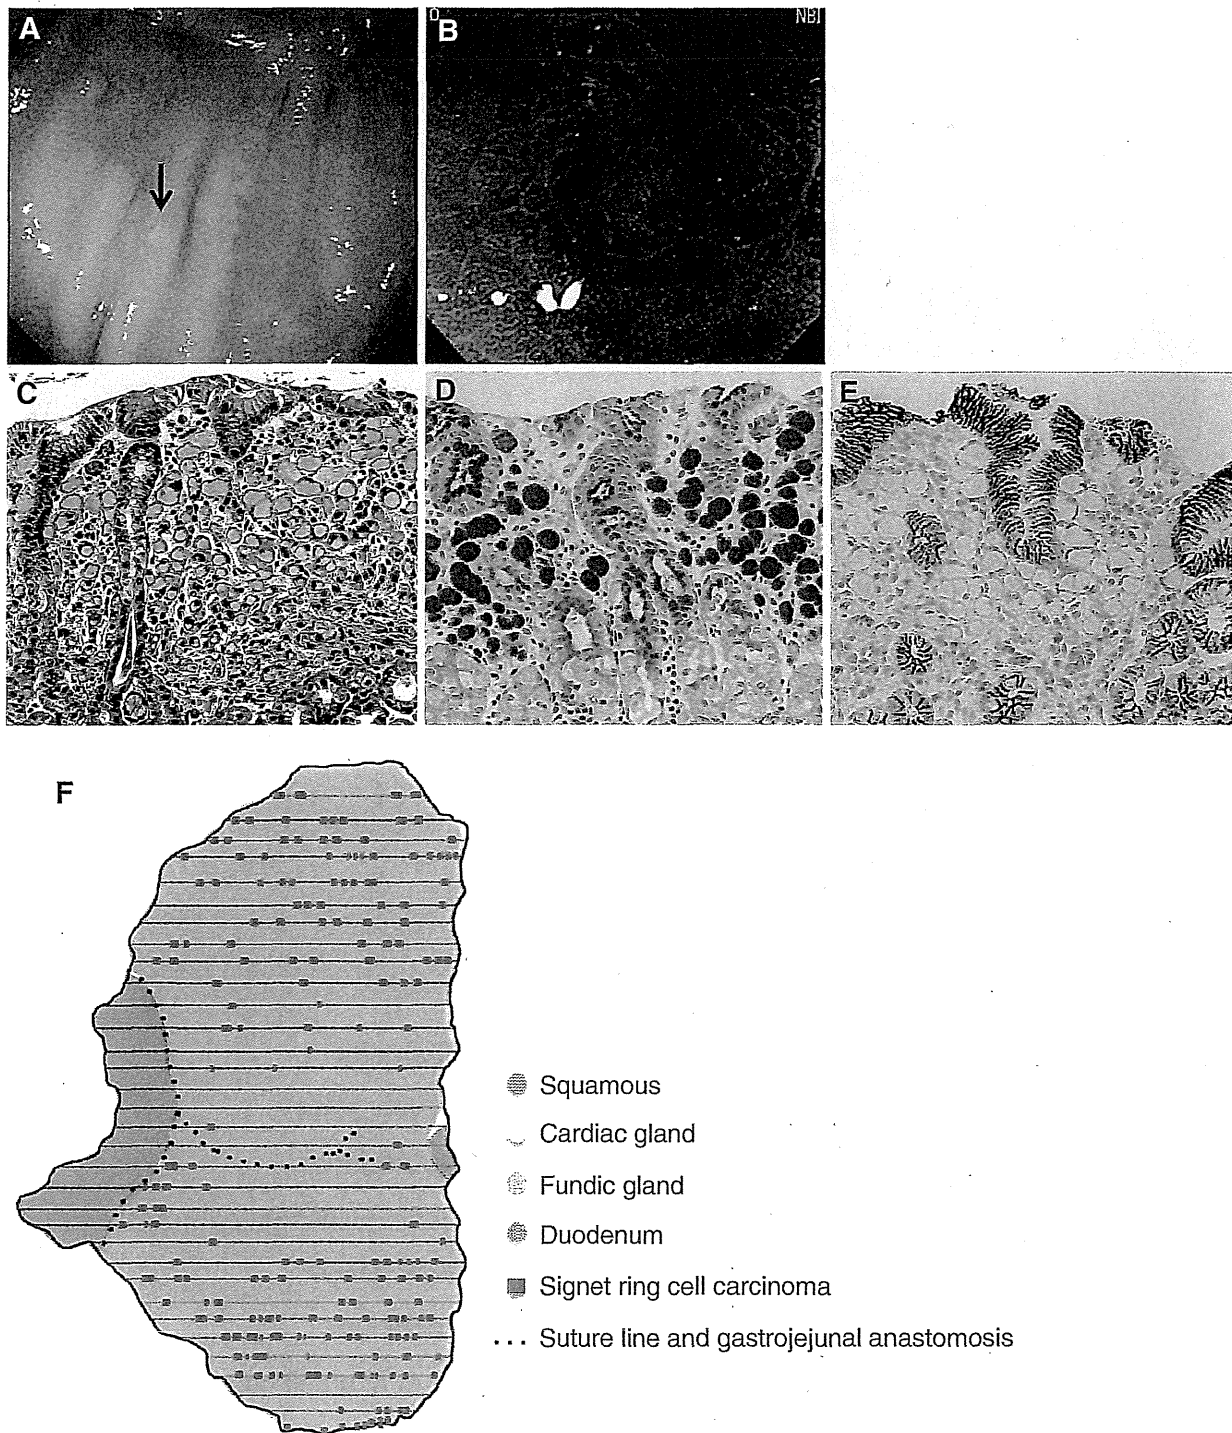 A
B
NBI
C
D
E
F
Squamous
Cardiac gland
Fundic gland
Duodenum
Signet ring cell carcinoma
Suture line and gastrojejunal anastomosis